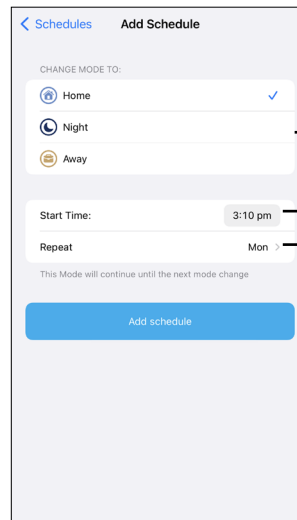 Schedules Add Schedule
CHANGE MODE TO:
Home
Night
Away
Start Time: 3:10 pm
Repeat Mon
This Mode will continue until the next mode change
Add schedule